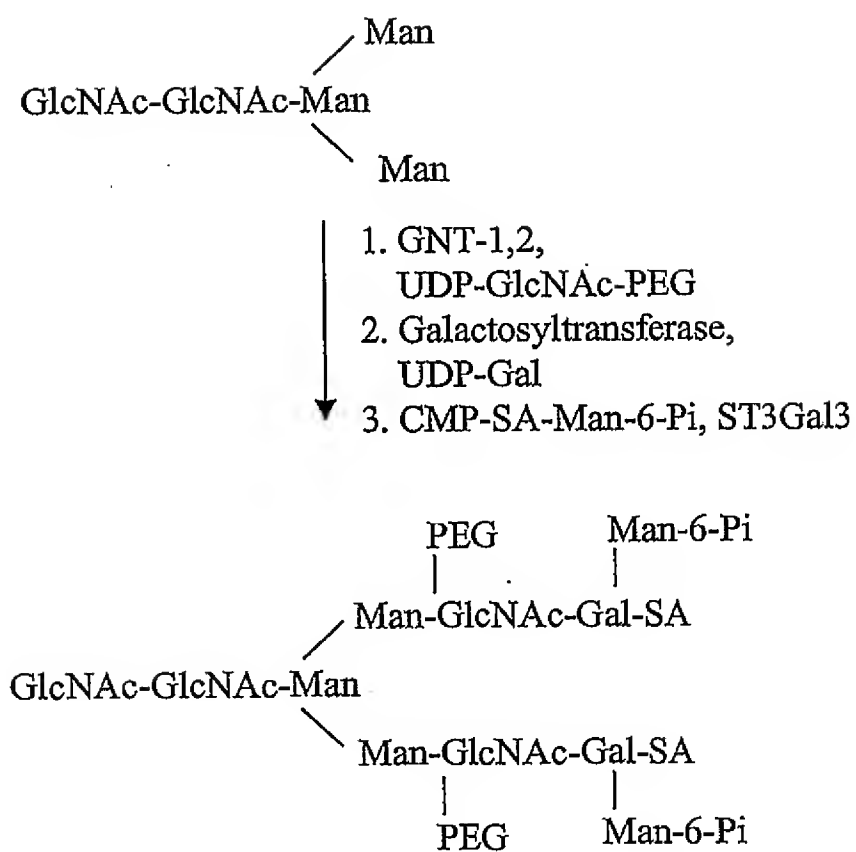 Man
GlcNAc-GlcNAc-Man
Man
1. GNT-1,2,
UDP-GlcNAc-PEG
2. Galactosyltransferase,
UDP-Gal
3. CMP-SA-Man-6-Pi, ST3Gal3
PEG Man-6-Pi
Man-GlcNAc-Gal-SA
GlcNAc-GlcNAc-Man
Man-GlcNAc-Gal-SA
PEG Man-6-Pi